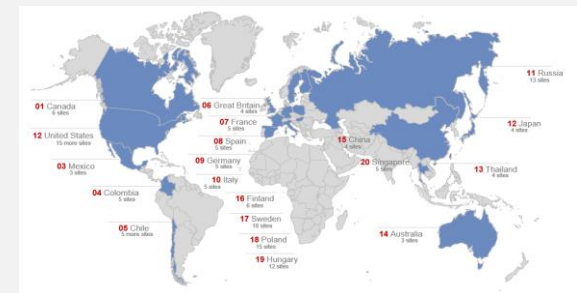 01 Canada
6 sites
12 United States
15 more sites
03 Mexico
3 sites
04 Colombia
5 sites
05 Chile
5 more sites
06 Great Britain
4 sites
07 France
5 sites
08 Spain
5 sites
09 Germany
5 sites
10 Italy
5 sites
16 Finland
6 sites
17 Sweden
18 sites
18 Poland
15 sites
19 Hungary
12 sites
15 China
4 sites
20 Singapore
6 sites
11 Russia
13 sites
12 Japan
4 sites
13 Thailand
4 sites
14 Australia
3 sites